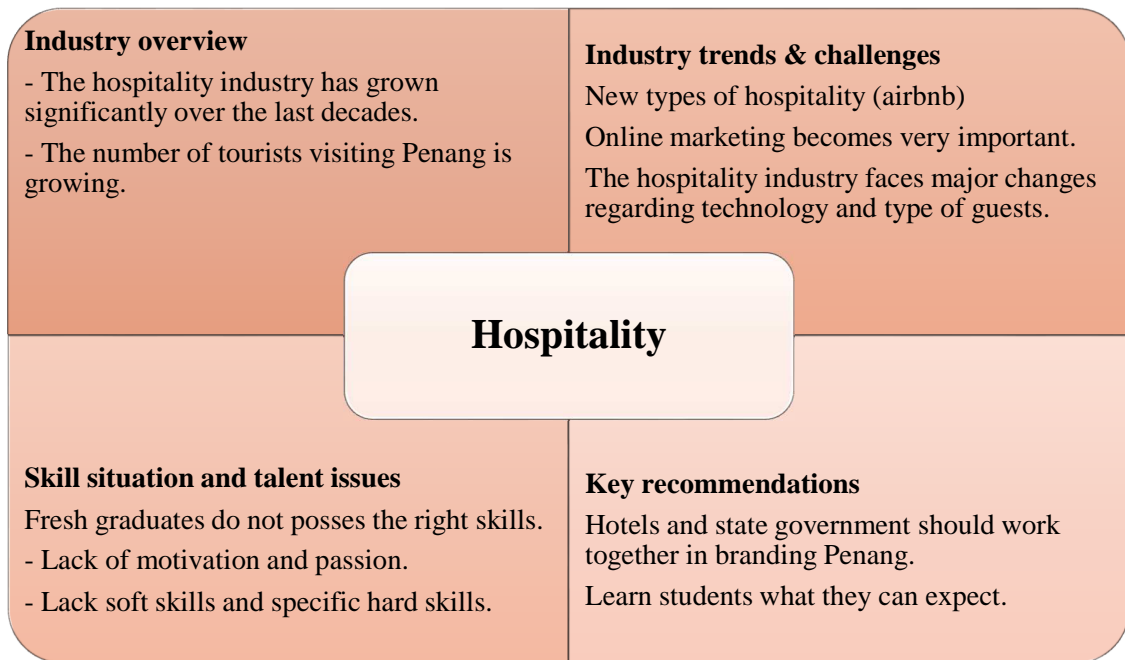 Industry overview
- The hospitality industry has grown
significantly over the last decades.
- The number of tourists visiting Penang is
growing.
Industry trends & challenges
New types of hospitality (airbnb)
Online marketing becomes very important.
The hospitality industry faces major changes
regarding technology and type of guests.
Hospitality
Skill situation and talent issues
Fresh graduates do not posses the right skills.
- Lack of motivation and passion.
- Lack soft skills and specific hard skills.
Key recommendations
Hotels and state government should work
together in branding Penang.
Learn students what they can expect.